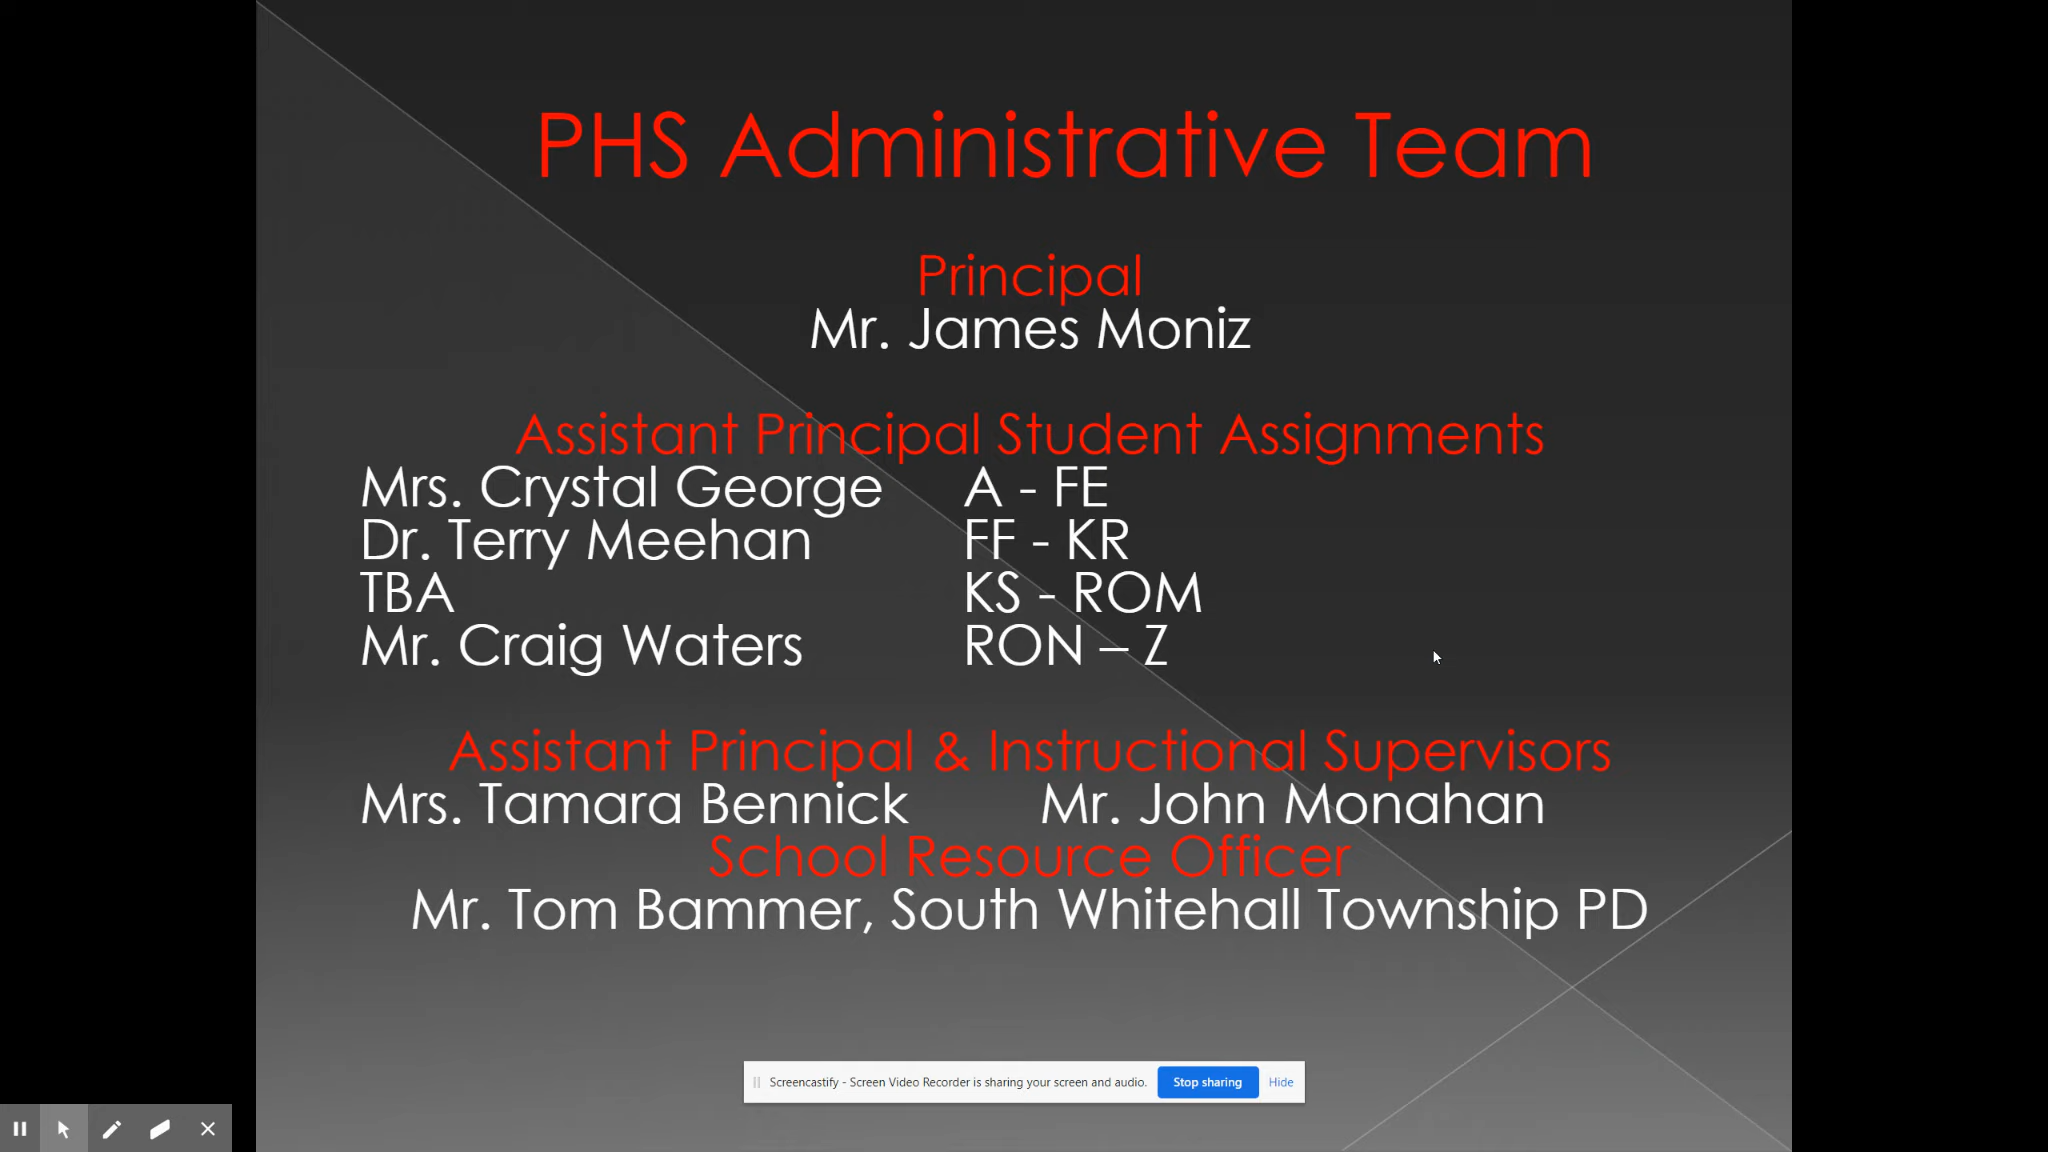 PHS Administrative Team
Principal
Mr. James Moniz
Assistant Principal Student Assignments
Mrs. Crystal George A - FE
Dr. Terry Meehan FF - KR
TBA KS - ROM
Mr. Craig Waters RON – Z
Assistant Principal & Instructional Supervisors
Mrs. Tamara Bennick Mr. John Monahan
School Resource Officer
Mr. Tom Bammer, South Whitehall Township PD
Screencastify - Screen Video Recorder is sharing your screen and audio. Stop sharing Hide